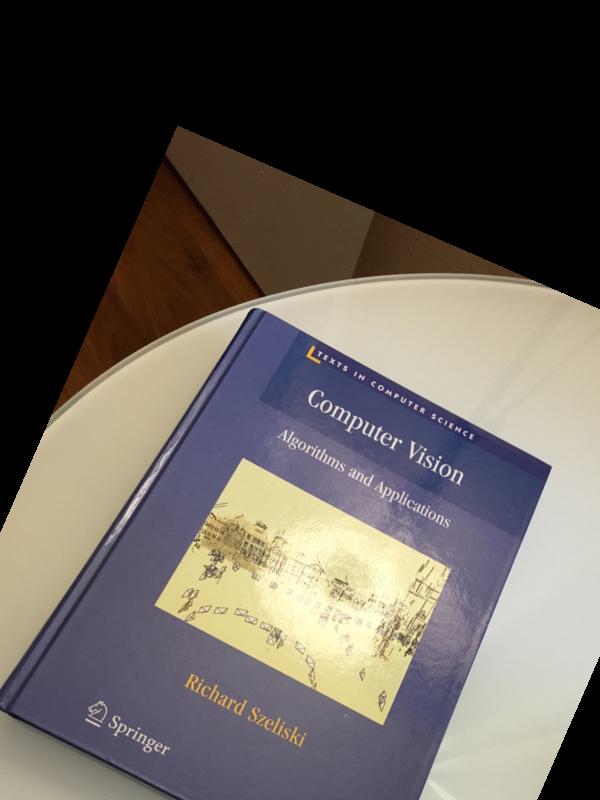 TEXTS IN COMPUTER SCIENCE
Computer Vision
Algorithms and Applications
Richard Szeliski
Springer